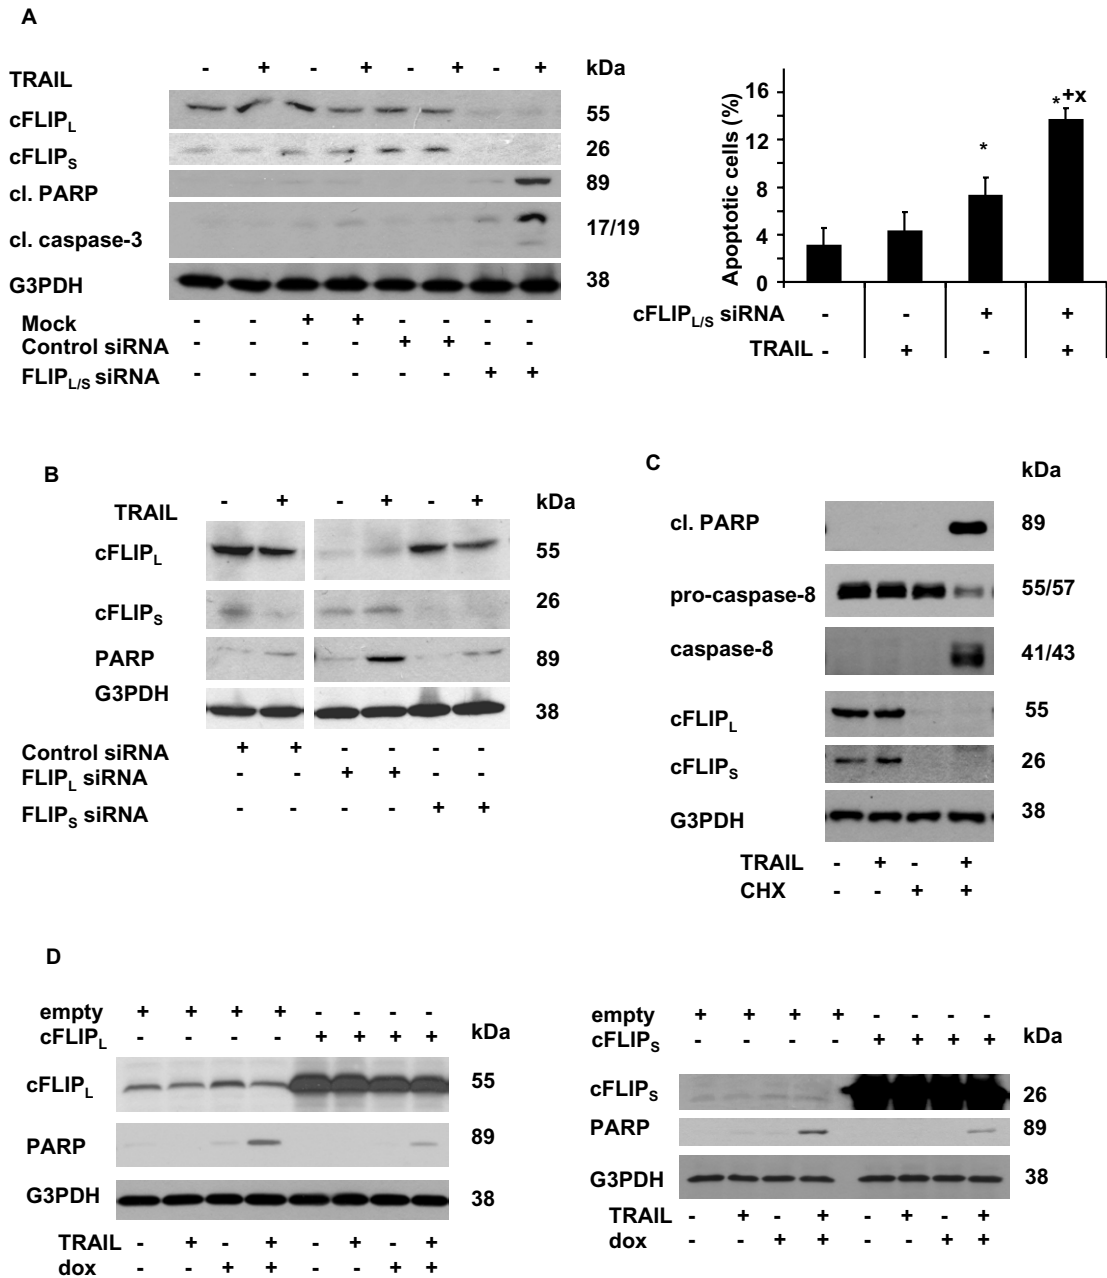 A
TRAIL - + - + - + - + kDa
cFLIPL 55
cFLIPS 26
cl. PARP 89
cl. caspase-3 17/19
G3PDH 38
Mock - - + + - - - -
Control siRNA - - - - + + - -
FLIPL/S siRNA - - - - - - + +
Apoptotic cells (%)
16
12
8
4
0
*
*+x
cFLIPL/S siRNA - - + +
TRAIL - + - +
B
TRAIL - + - + - + kDa
cFLIPL 55
cFLIPS 26
PARP 89
G3PDH 38
Control siRNA + + - - - -
FLIPL siRNA - - + + - -
FLIPS siRNA - - - - + +
C
kDa
cl. PARP 89
pro-caspase-8 55/57
caspase-8 41/43
cFLIPL 55
cFLIPS 26
G3PDH 38
TRAIL - + - +
CHX - - + +
D
empty + + + + - - - -
cFLIPL - - - - + + + + kDa
cFLIPL 55
PARP 89
G3PDH 38
TRAIL - + - + - + - +
dox - - + + - - + +
empty + + + + - - - -
cFLIPS - - - - + + + + kDa
cFLIPS 26
PARP 89
G3PDH 38
TRAIL - + - + - + - +
dox - - + + - - + +